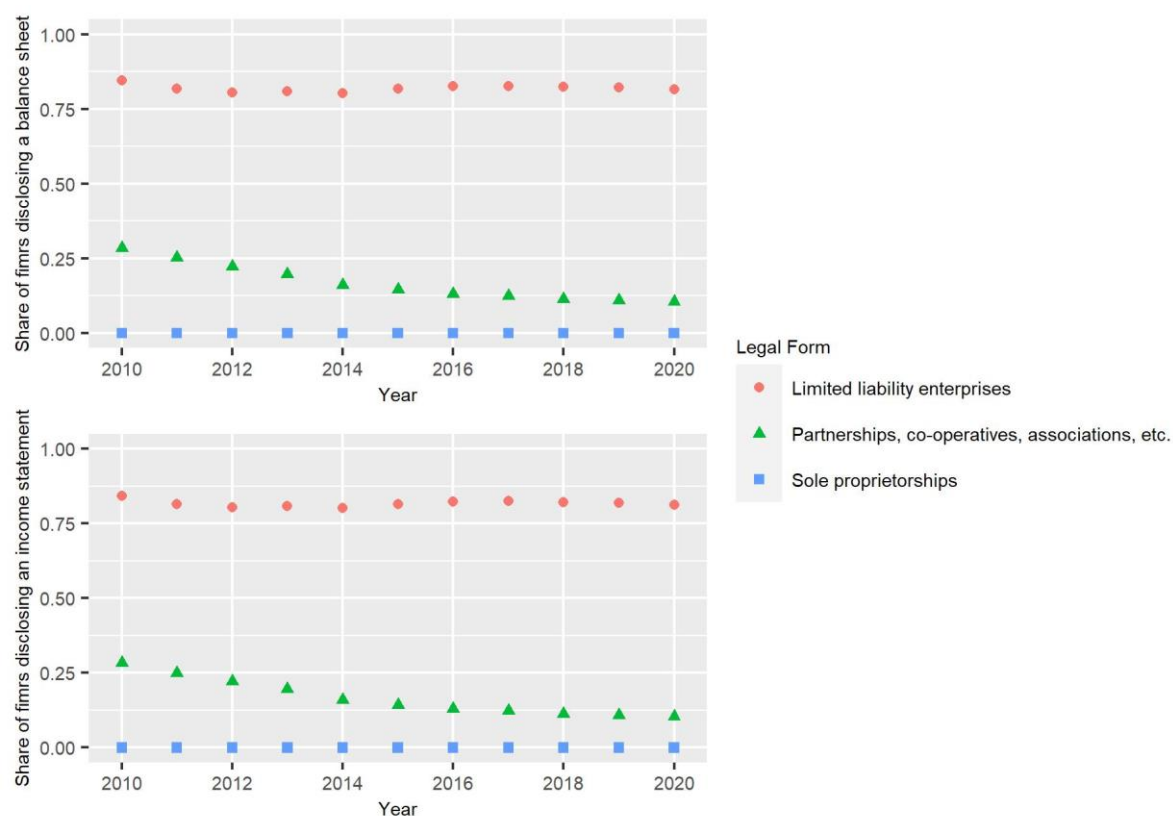 Share of fimrs disclosing a balance sheet
1.00
0.75
0.50
0.25
0.00
2010 2012 2014 2016 2018 2020
Year
Share of fimrs disclosing an income statement
1.00
0.75
0.50
0.25
0.00
2010 2012 2014 2016 2018 2020
Year
Legal Form
Limited liability enterprises
Partnerships, co-operatives, associations, etc.
Sole proprietorships